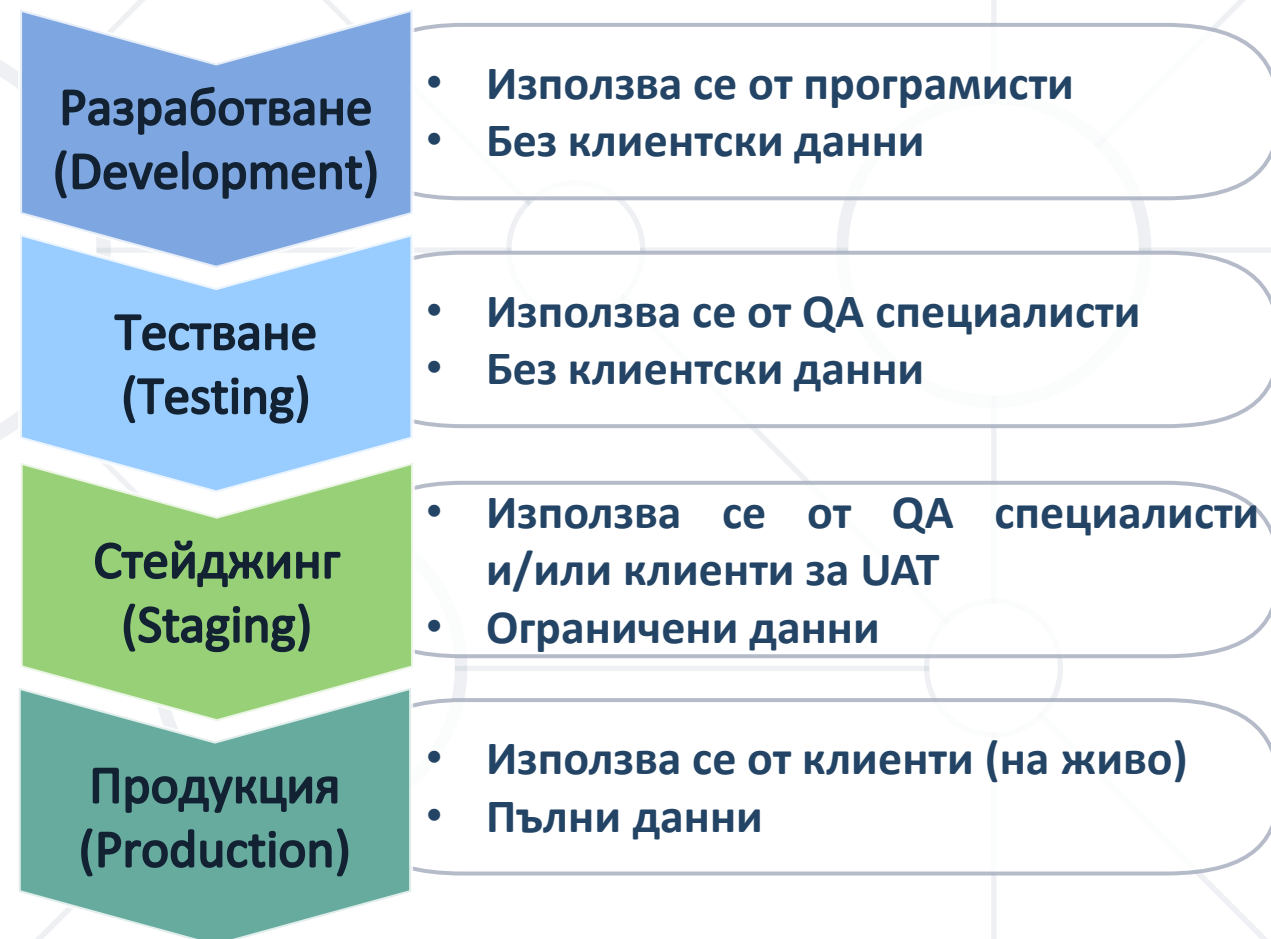 Разработване
(Development)
• Използва се от програмисти
• Без клиентски данни
Тестване
(Testing)
• Използва се от QA специалисти
• Без клиентски данни
Стейджинг
(Staging)
• Използва се от QA специалисти
и/или клиенти за UAT
• Ограничени данни
Продукция
(Production)
• Използва се от клиенти (на живо)
• Пълни данни